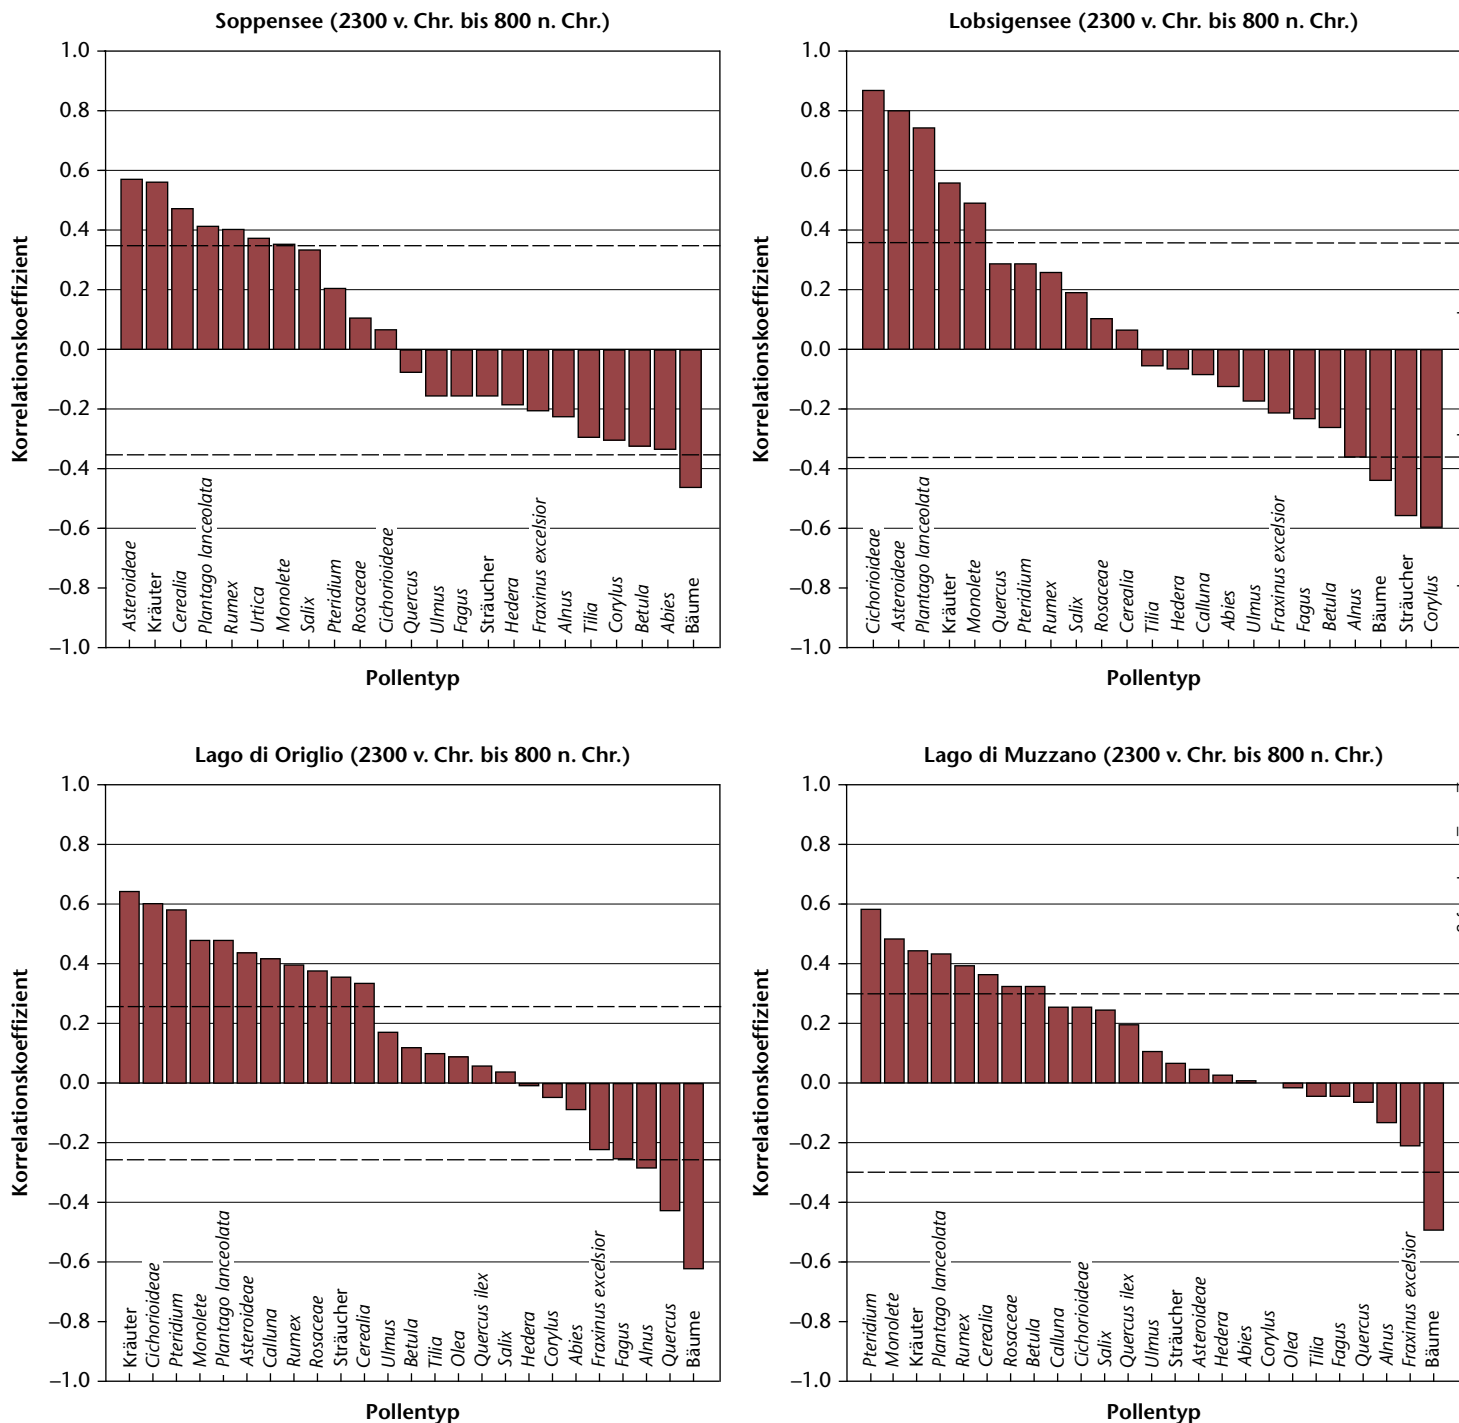 Soppensee (2300 v. Chr. bis 800 n. Chr.)
Korrelationskoeffizient
1.0
0.8
0.6
0.4
0.2
0.0
–0.2
–0.4
–0.6
–0.8
–1.0
Asteroideae
Kräuter
Cerealia
Plantago lanceolata
Rumex
Urtica
Monolete
Salix
Pteridium
Rosaceae
Cichorioideae
Quercus
Ulmus
Fagus
Sträucher
Hedera
Fraxinus excelsior
Alnus
Tilia
Corylus
Betula
Abies
Bäume
Pollentyp
Lobsigensee (2300 v. Chr. bis 800 n. Chr.)
Korrelationskoeffizient
1.0
0.8
0.6
0.4
0.2
0.0
–0.2
–0.4
–0.6
–0.8
–1.0
Cichorioideae
Asteroideae
Plantago lanceolata
Kräuter
Monolete
Quercus
Pteridium
Rumex
Salix
Rosaceae
Cerealia
Tilia
Hedera
Calluna
Abies
Ulmus
Fraxinus excelsior
Fagus
Betula
Alnus
Bäume
Sträucher
Corylus
Pollentyp
Lago di Origlio (2300 v. Chr. bis 800 n. Chr.)
Korrelationskoeffizient
1.0
0.8
0.6
0.4
0.2
0.0
–0.2
–0.4
–0.6
–0.8
–1.0
Kräuter
Cichorioideae
Pteridium
Monolete
Plantago lanceolata
Asteroideae
Calluna
Rumex
Rosaceae
Sträucher
Cerealia
Ulmus
Betula
Tilia
Olea
Quercus ilex
Salix
Hedera
Corylus
Abies
Fraxinus excelsior
Fagus
Alnus
Quercus
Bäume
Pollentyp
Lago di Muzzano (2300 v. Chr. bis 800 n. Chr.)
Korrelationskoeffizient
1.0
0.8
0.6
0.4
0.2
0.0
–0.2
–0.4
–0.6
–0.8
–1.0
Pteridium
Monolete
Kräuter
Plantago lanceolata
Rumex
Cerealia
Rosaceae
Betula
Calluna
Cichorioideae
Salix
Quercus ilex
Ulmus
Sträucher
Asteroideae
Hedera
Abies
Corylus
Olea
Tilia
Fagus
Quercus
Alnus
Fraxinus excelsior
Bäume
Pollentyp